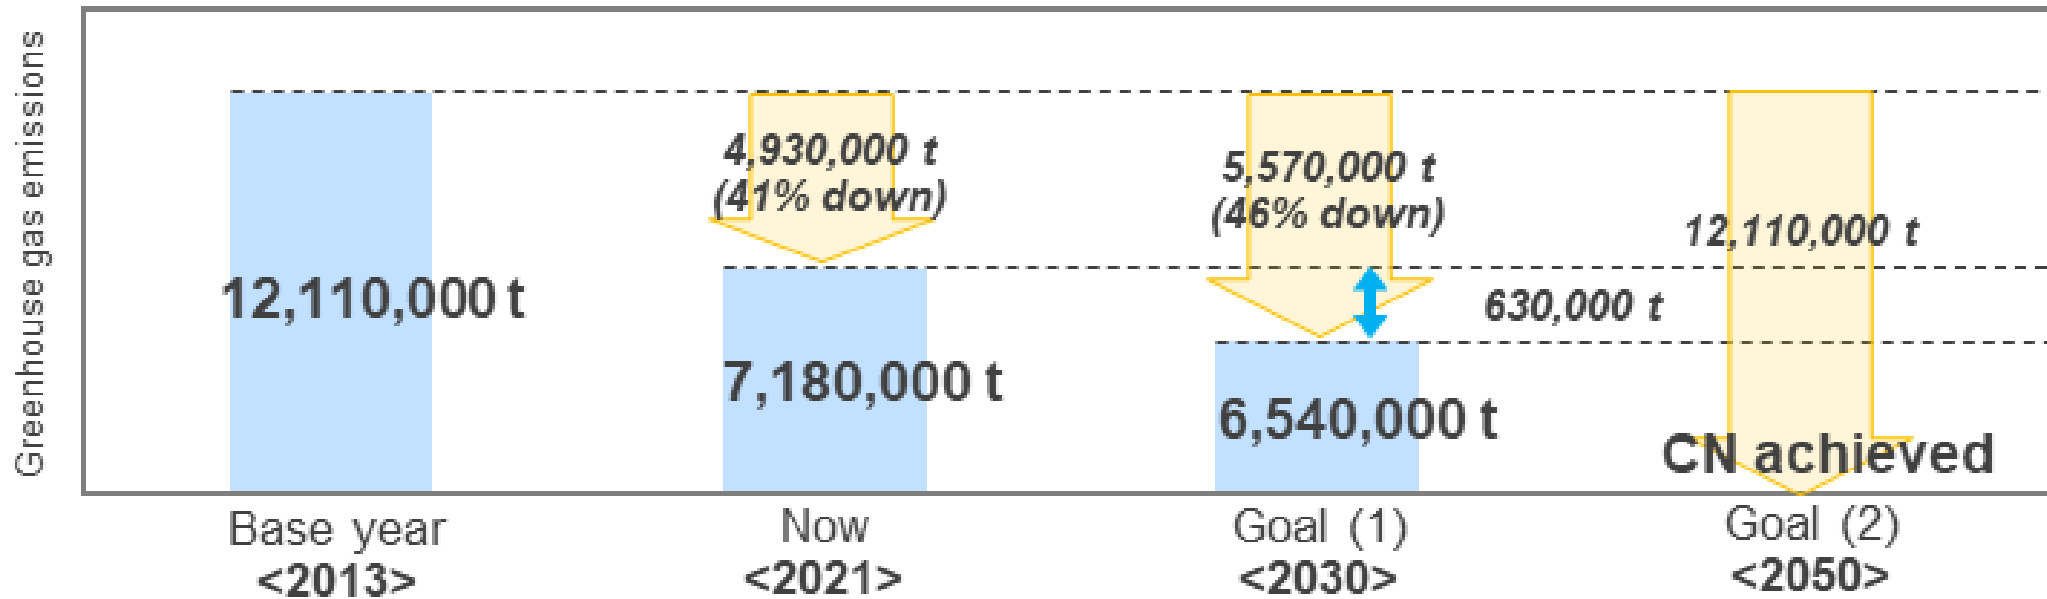 Greenhouse gas emissions
12,110,000 t
4,930,000 t
(41% down)
7,180,000 t
5,570,000 t
(46% down)
630,000 t
6,540,000 t
12,110,000 t
CN achieved
Base year
<2013>
Now
<2021>
Goal (1)
<2030>
Goal (2)
<2050>